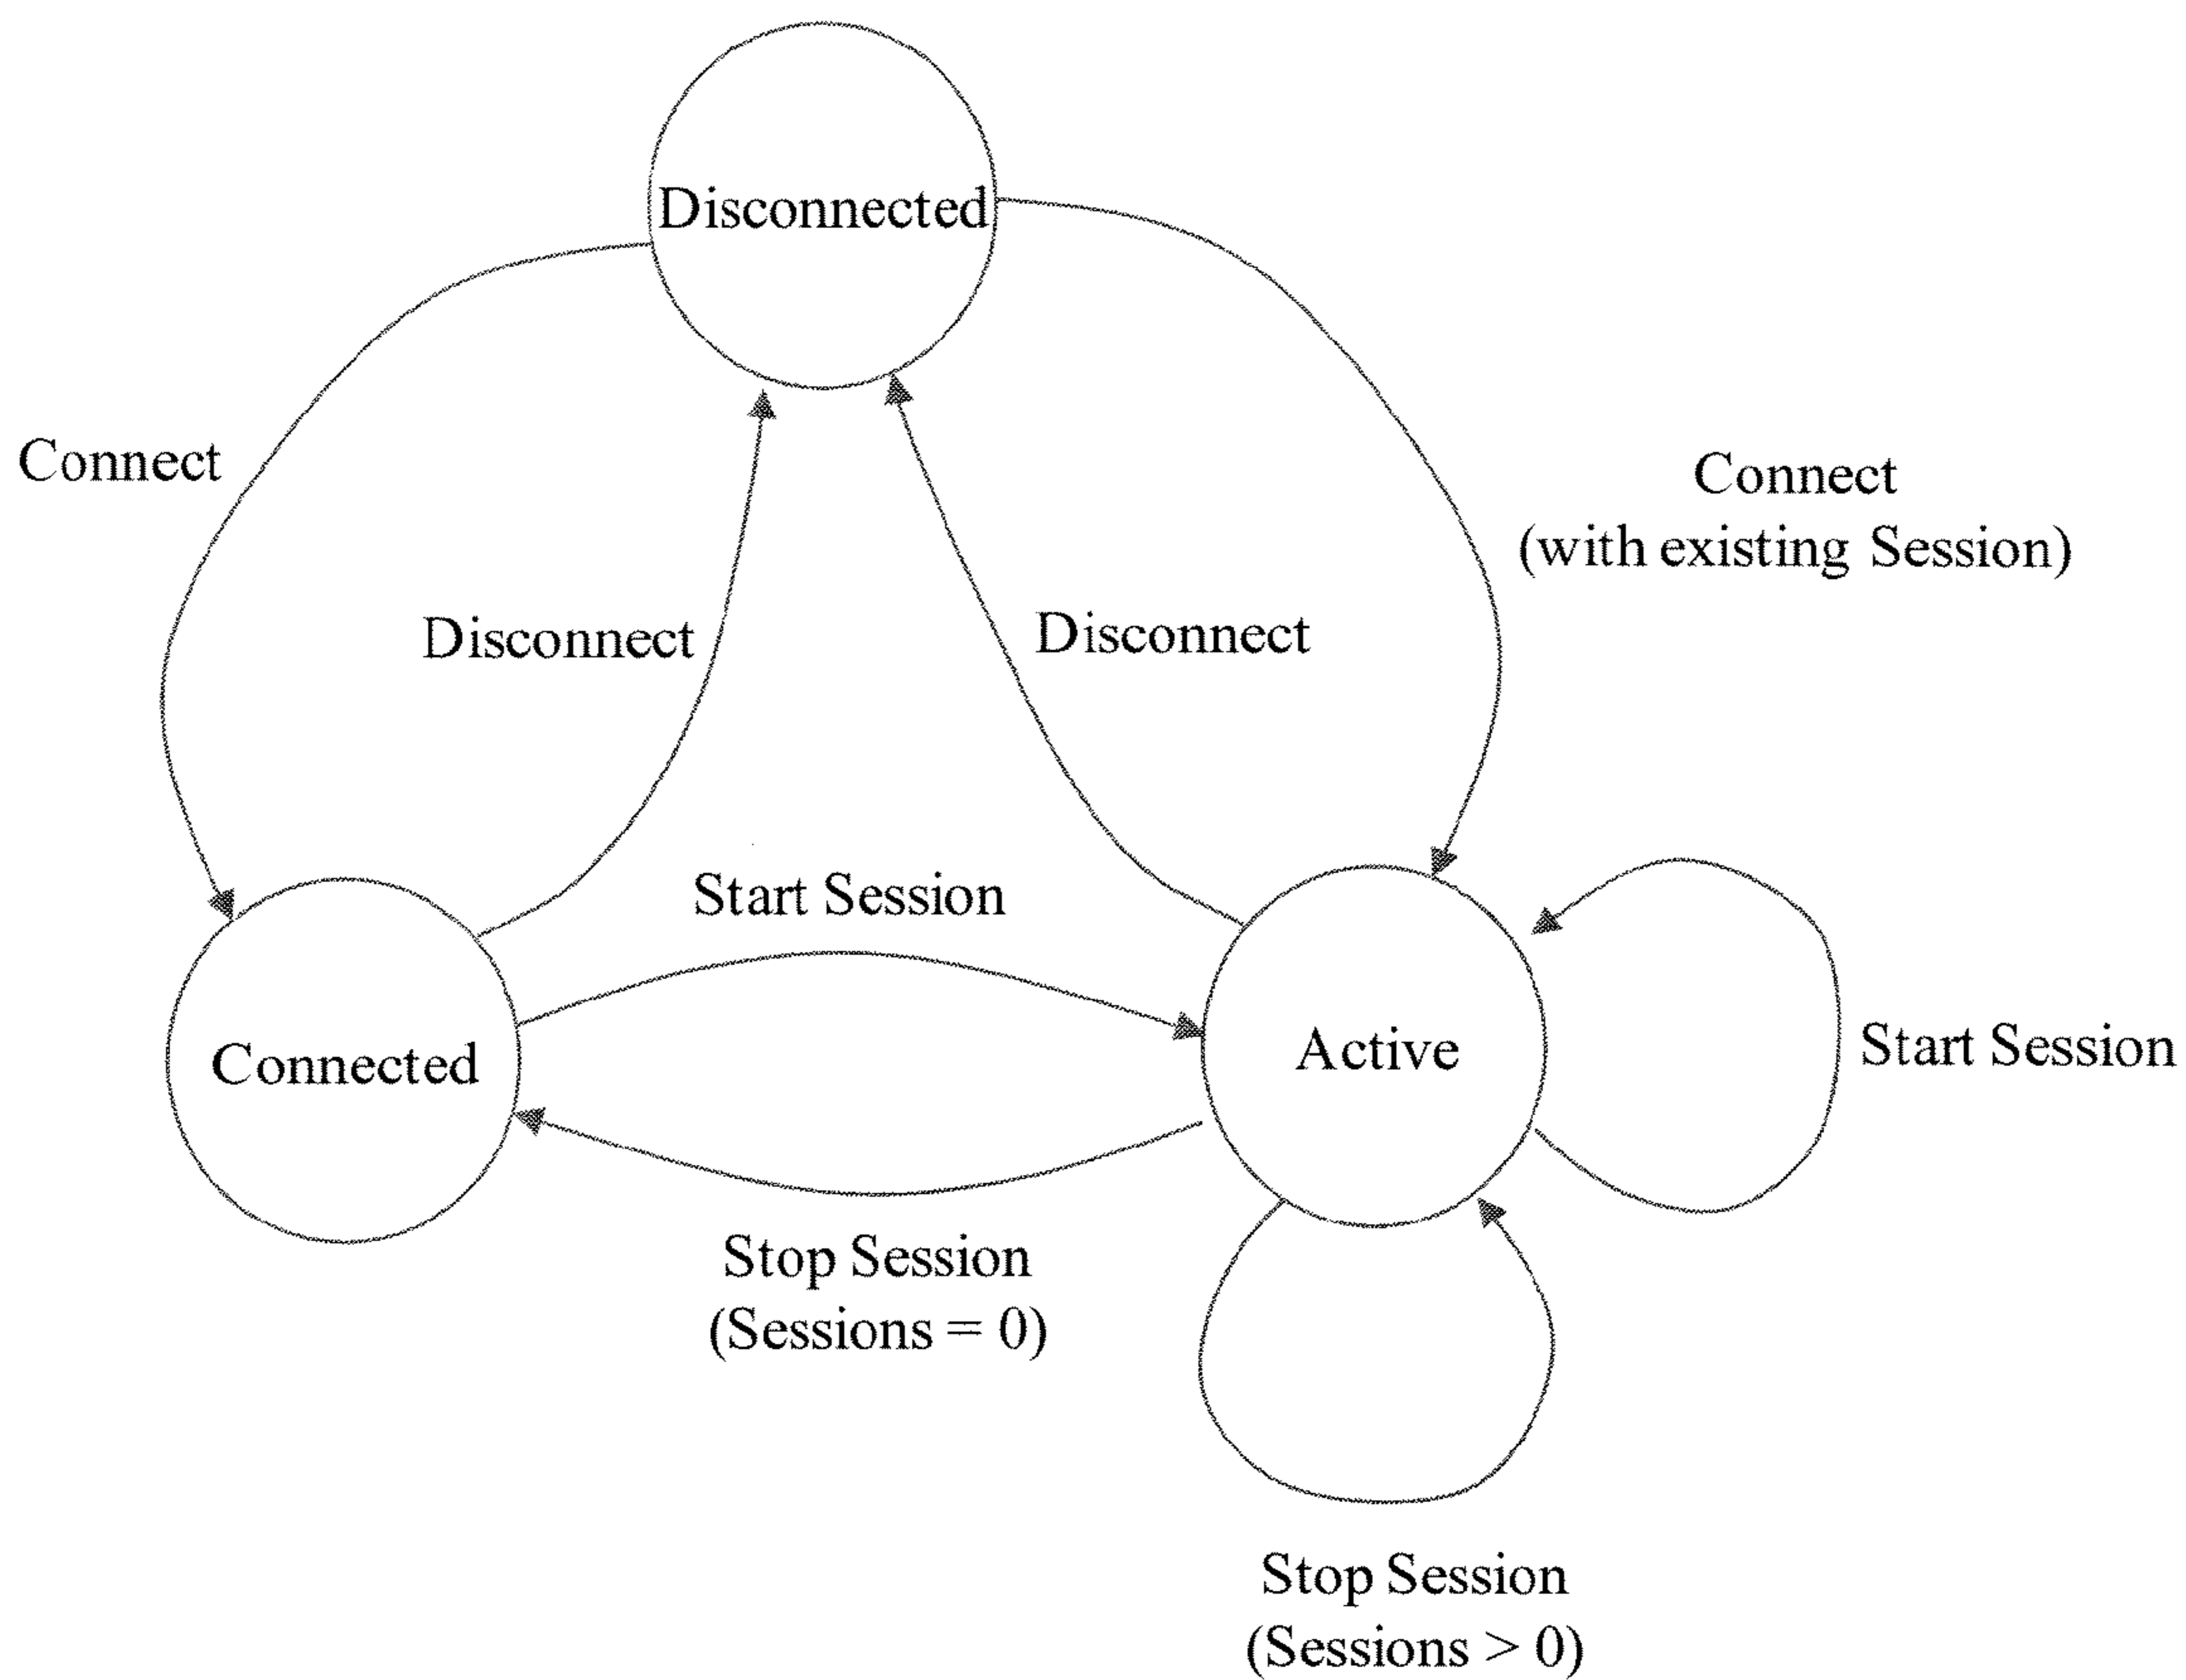 Disconnected
Connect
Connect
(with existing Session)
Disconnect
Disconnect
Start Session
Connected
Active
Start Session
Stop Session
(Sessions = 0)
Stop Session
(Sessions > 0)